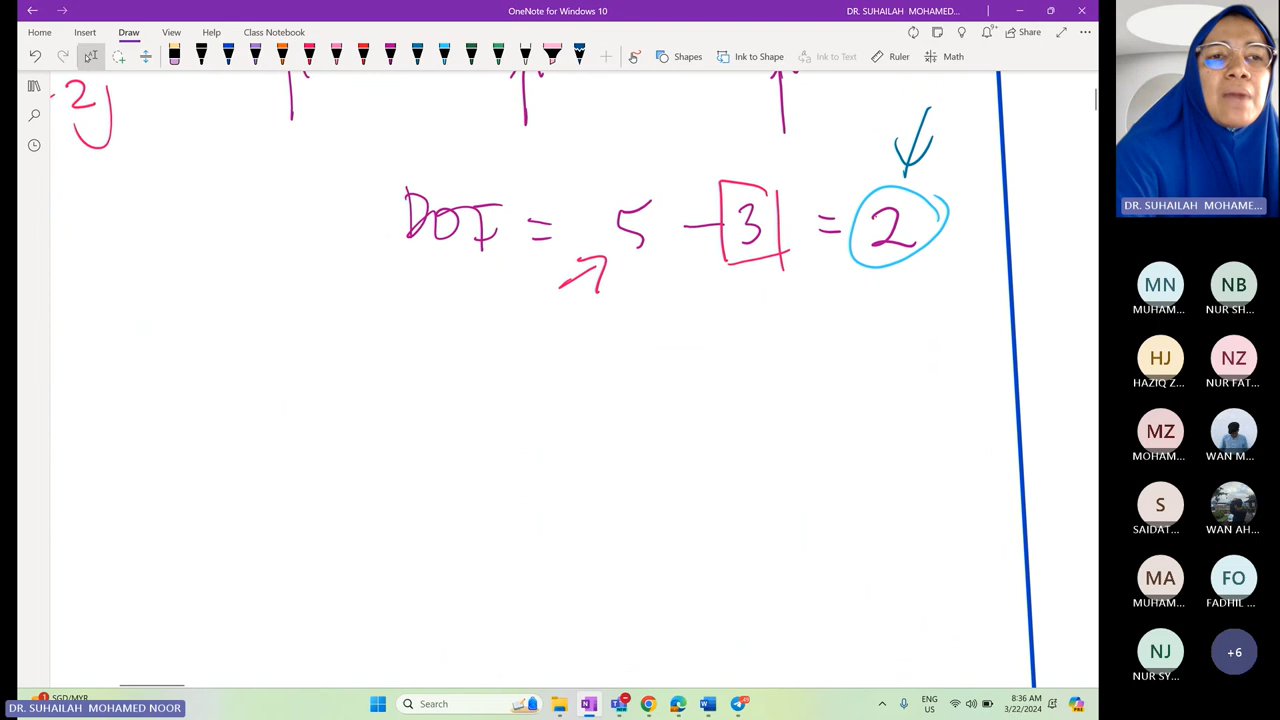 OneNote for Windows 10
DR. SUHAILAH MOHAMED...
Home Insert Draw View Help Class Notebook
Share
Shapes
Ink to Shape
Ink to Text
Ruler
Math
- 2j
DOF = 5 - 3 = 2
DR. SUHAILAH MOHAME...
MN
MUHAM...
NB
NUR SH...
HJ
HAZIQ Z...
NZ
NUR FAT...
MZ
MOHAM...
WAN M...
S
SAIDAT...
WAN AH...
MA
MUHAM...
FO
FADHIL ...
NJ
NUR SY...
+6
SGD/MYR
DR. SUHAILAH MOHAMED NOOR
Search
ENG
US
8:36 AM
3/22/2024